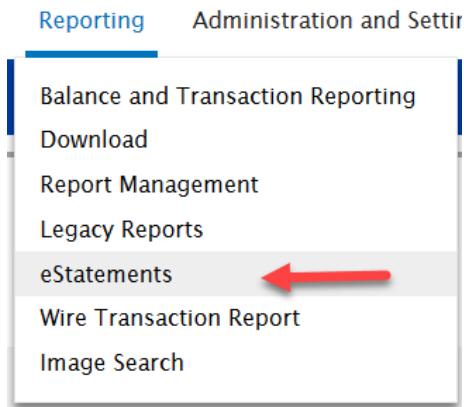 Reporting Administration and Settin
Balance and Transaction Reporting
Download
Report Management
Legacy Reports
eStatements
Wire Transaction Report
Image Search